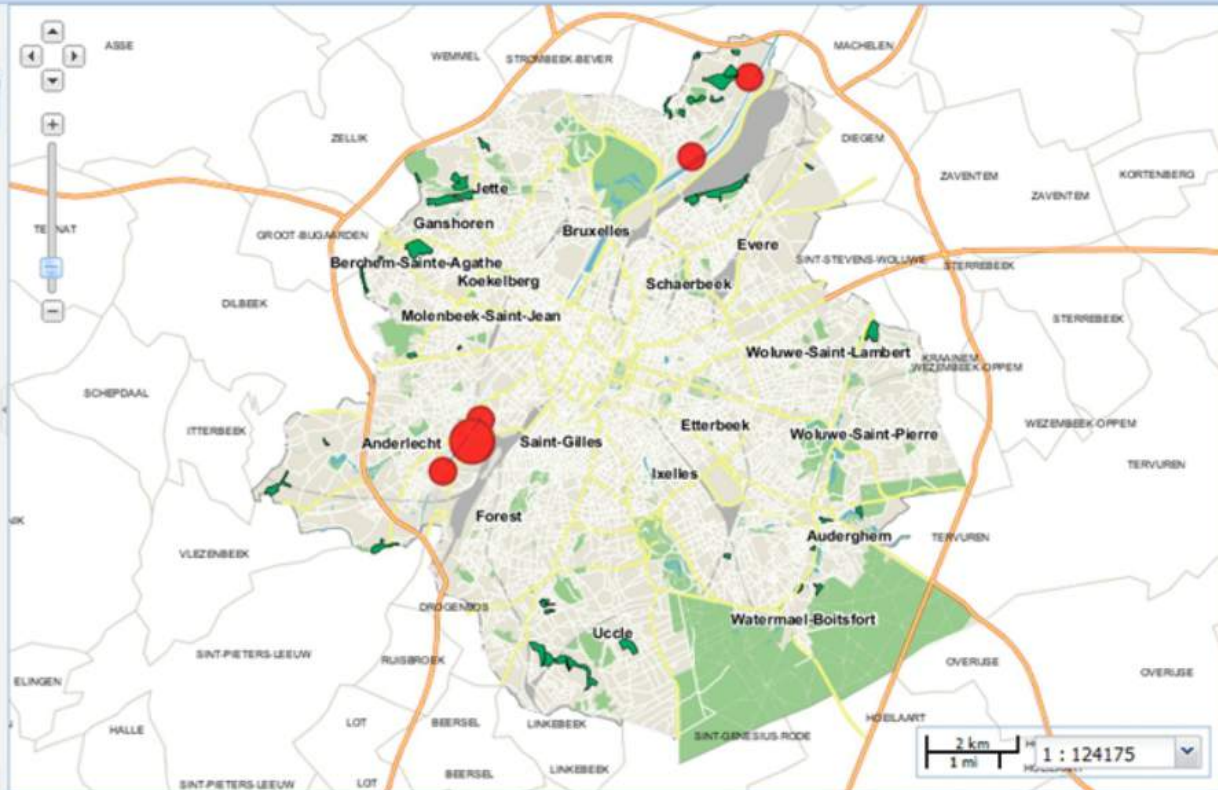 ASSE
MACHELEN
WEMMEL
STROMBEEK-BEVER
ZELLIK
DIEGEM
ZAVENTEM
KORTENBERG
Jette
ZAVENTEM
Ganshoren
GROOT-BIJGAARDEN
Bruxelles
Evere
Berchem-Sainte-Agathe
SINT-STEVENS-WOLUWE
STERREBEEK
Koekelberg
Schaerbeek
DILBEEK
Molenbeek-Saint-Jean
STERREBEEK
Woluwe-Saint-Lambert
KRAAINEM
WEZEMBEEK-OPPEM
SCHEPDAAL
ITTERBEEK
Etterbeek
WEZEMBEEK-OPPEM
Anderlecht
Saint-Gilles
Woluwe-Saint-Pierre
TERVUREN
Ixelles
Forest
Auderghem
TERVUREN
VLEZENBEEK
DROGENBOS
Watermael-Boitsfort
Uccle
SINT-PIETERS-LEEUW
RUISBROEK
OVERIJSE
OVERIJSE
ELINGEN
HALLE
LOT
BEERSEL
LINKEBEEK
HOEILAART
SINT-GENESIUS-RODE
2 km
1 mi
1 : 124175
BEERSEL
LINKEBEEK
SINT-PIETERS-LEEUW
LOT